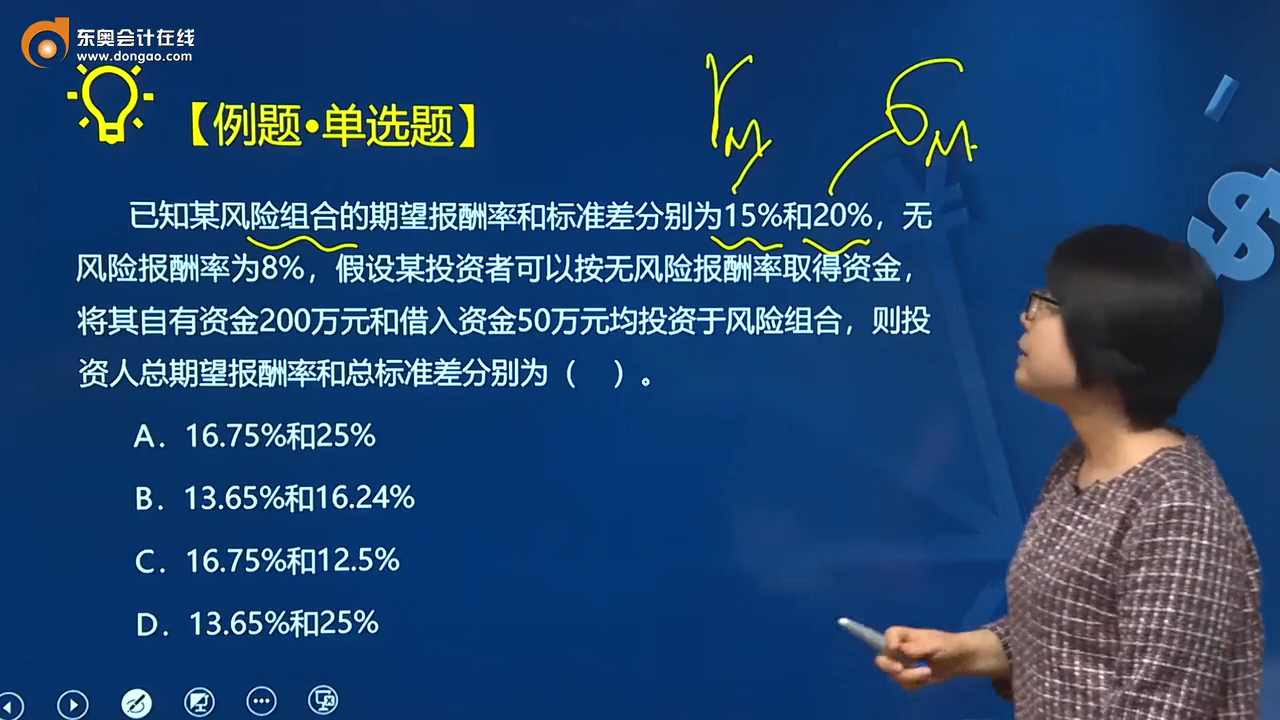 东奥会计在线
www.dongao.com
【例题•单选题】
r_M σ_M
已知某风险组合的期望报酬率和标准差分别为15%和20%，无
风险报酬率为8%，假设某投资者可以按无风险报酬率取得资金，
将其自有资金200万元和借入资金50万元均投资于风险组合，则投
资人总期望报酬率和总标准差分别为（　）。
A．16.75%和25%
B．13.65%和16.24%
C．16.75%和12.5%
D．13.65%和25%